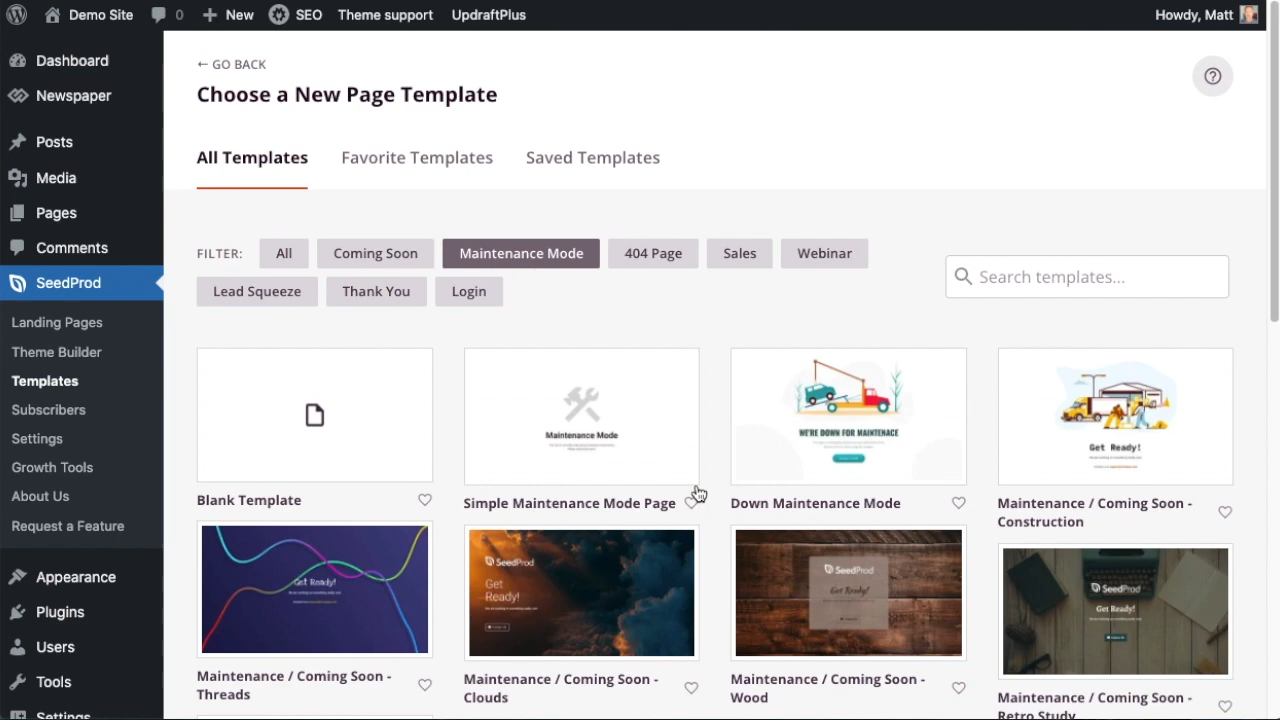 Demo Site
0
New
SEO
Theme support
UpdraftPlus
Howdy, Matt
Dashboard
Newspaper
Posts
Media
Pages
Comments
SeedProd
Landing Pages
Theme Builder
Templates
Subscribers
Settings
Growth Tools
About Us
Request a Feature
Appearance
Plugins
Users
Tools
Settings
← GO BACK
Choose a New Page Template
All Templates
Favorite Templates
Saved Templates
FILTER:
All
Coming Soon
Maintenance Mode
404 Page
Sales
Webinar
Lead Squeeze
Thank You
Login
Search templates...
Maintenance Mode
WE'RE DOWN FOR MAINTENACE
Get Ready!
Blank Template
Simple Maintenance Mode Page
Down Maintenance Mode
Maintenance / Coming Soon -
Construction
Get Ready!
SeedProd
Get
Ready!
SeedProd
Get Ready!
SeedProd
Get Ready!
Maintenance / Coming Soon -
Threads
Maintenance / Coming Soon -
Clouds
Maintenance / Coming Soon -
Wood
Maintenance / Coming Soon -
Retro Study